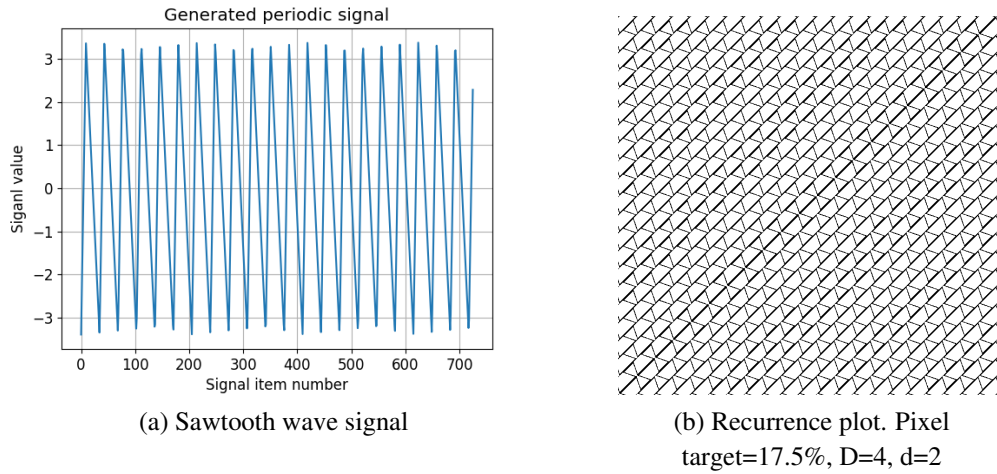 Generated periodic signal
3
2
1
0
−1
−2
−3
Siganl value
0 100 200 300 400 500 600 700
Signal item number
(a) Sawtooth wave signal
(b) Recurrence plot. Pixel
target=17.5%, D=4, d=2